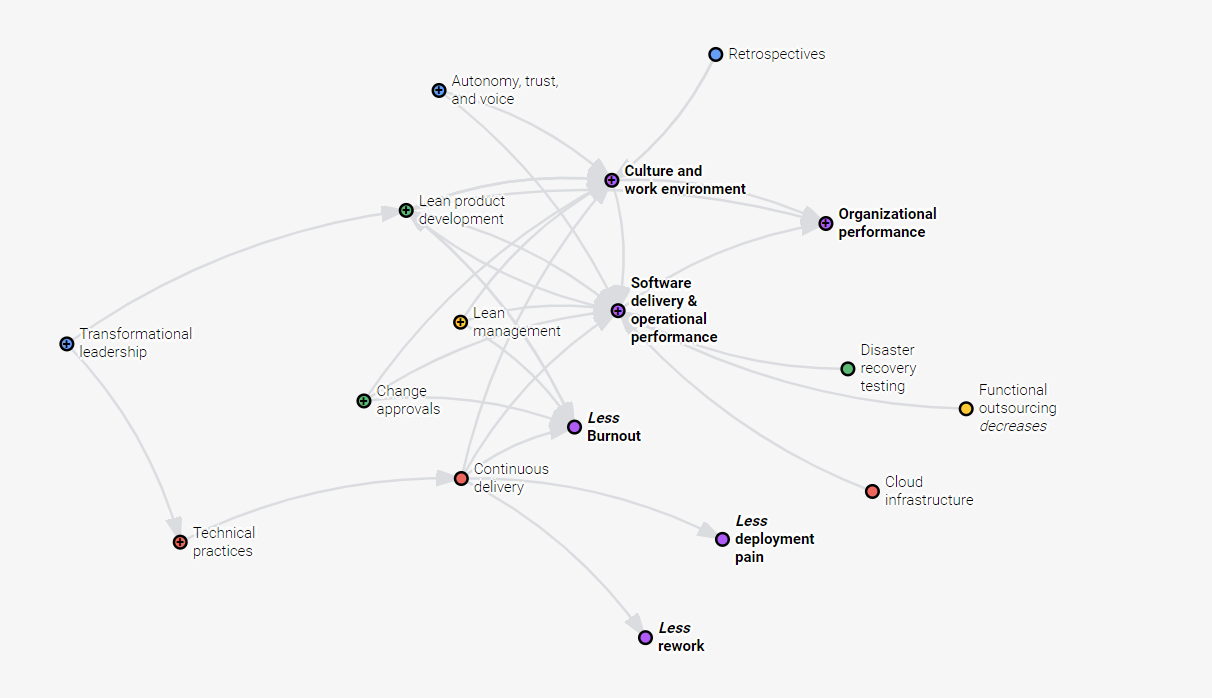 Retrospectives
Autonomy, trust,
and voice
Culture and
work environment
Lean product
development
Organizational
performance
Software
delivery &
operational
performance
Lean
management
Transformational
leadership
Disaster
recovery
testing
Functional
outsourcing
decreases
Change
approvals
Less
Burnout
Continuous
delivery
Cloud
infrastructure
Less
deployment
pain
Technical
practices
Less
rework